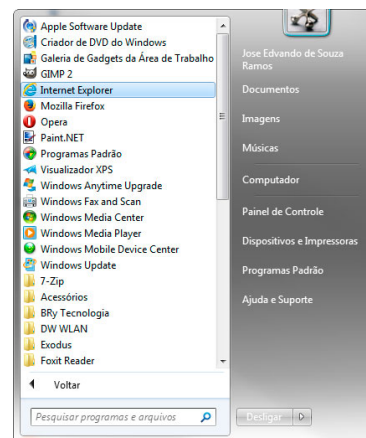 Apple Software Update
Criador de DVD do Windows
Galeria de Gadgets da Área de Trabalho
GIMP 2
Internet Explorer
Mozilla Firefox
Opera
Paint.NET
Programas Padrão
Visualizador XPS
Windows Anytime Upgrade
Windows Fax and Scan
Windows Media Center
Windows Media Player
Windows Mobile Device Center
Windows Update
7-Zip
Acessórios
BRy Tecnologia
DW WLAN
Exodus
Foxit Reader
Voltar
Pesquisar programas e arquivos
Jose Edvando de Souza
Ramos
Documentos
Imagens
Músicas
Computador
Painel de Controle
Dispositivos e Impressoras
Programas Padrão
Ajuda e Suporte
Desligar